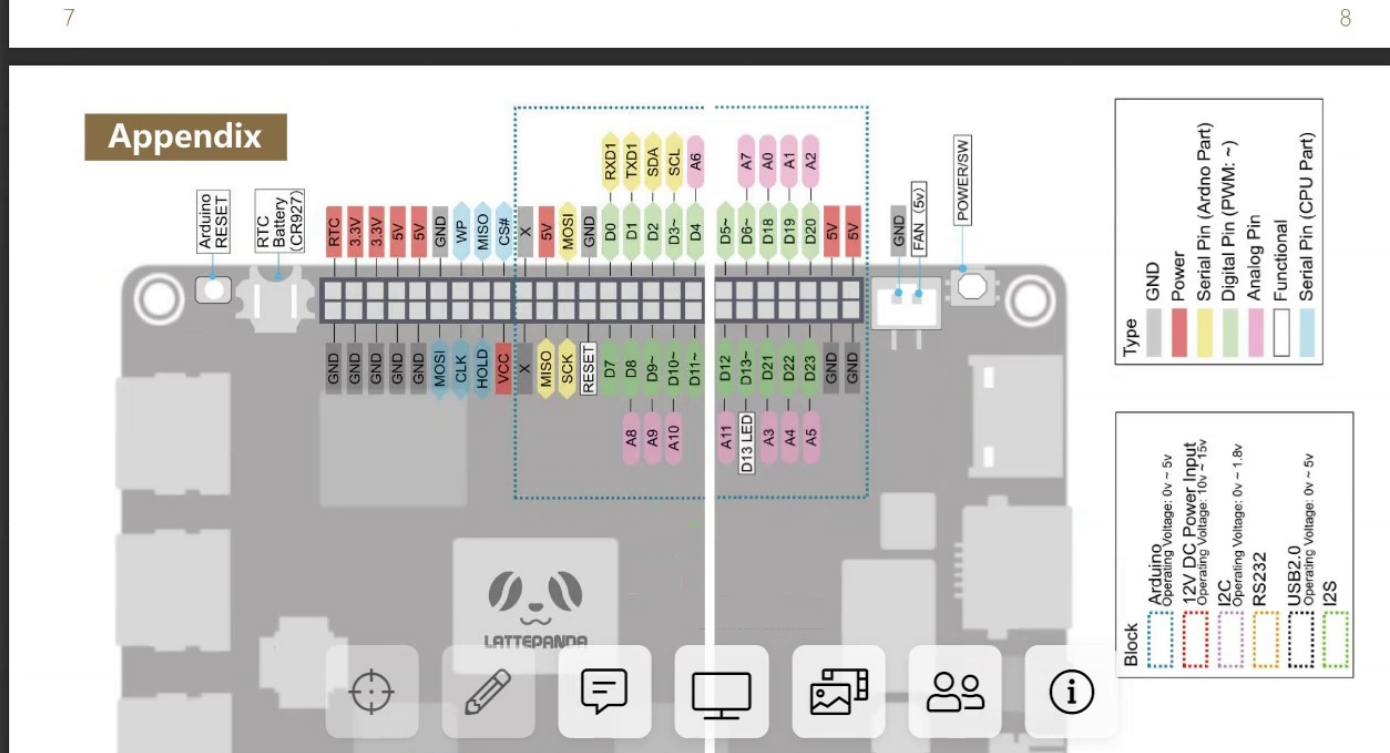 7
8
Appendix
Arduino
RESET
RTC
Battery
(CR927)
RXD1
TXD1
SDA
SCL
A6
A7
A0
A1
A2
RTC
3.3V
3.3V
5V
5V
GND
WP
MISO
CS#
X
5V
MOSI
GND
D0
D1
D2
D3~
D4
D5~
D6~
D18
D19
D20
5V
5V
GND
FAN (5v)
POWER/SW
GND
GND
GND
GND
GND
MOSI
CLK
HOLD
VCC
X
MISO
SCK
RESET
D7
D8
D9~
D10~
D11~
D12
D13~
D21
D22
D23
GND
GND
A8
A9
A10
A11
D13 LED
A3
A4
A5
LATTEPANDA
Type
GND
Power
Serial Pin (Ardno Part)
Digital Pin (PWM: ~)
Analog Pin
Functional
Serial Pin (CPU Part)
Block
Arduino
Operating Voltage: 0v ~ 5v
12V DC Power Input
Operating Voltage: 10v ~ 15v
I2C
Operating Voltage: 0v ~ 1.8v
RS232
USB2.0
Operating Voltage: 0v ~ 5v
I2S